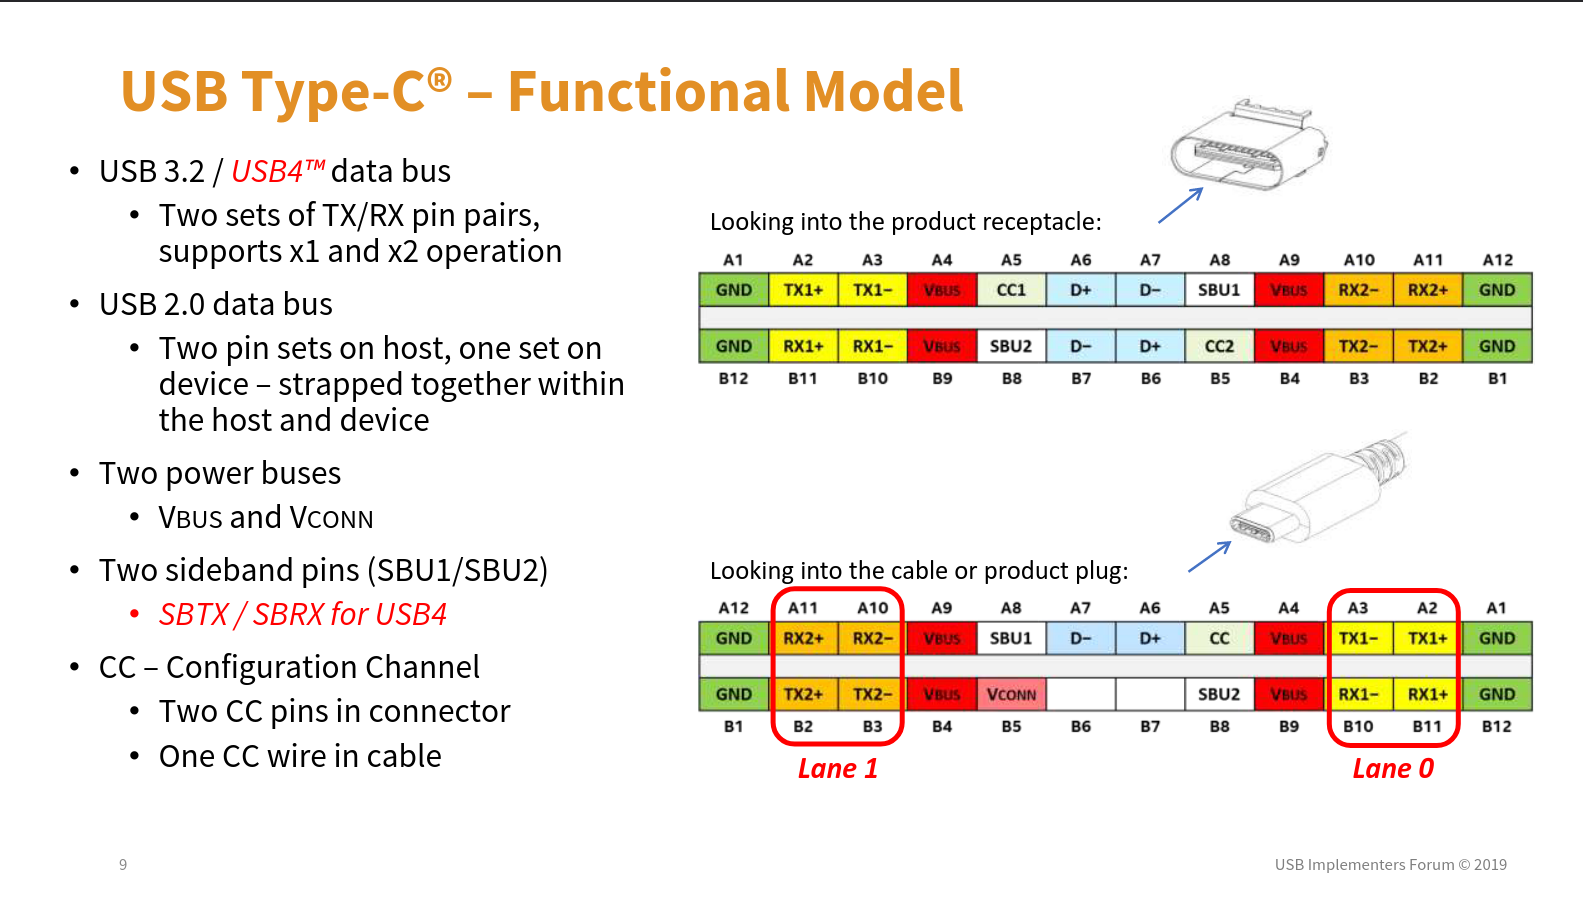 USB Type-C® – Functional Model
• USB 3.2 / USB4™ data bus
• Two sets of TX/RX pin pairs,
supports x1 and x2 operation
• USB 2.0 data bus
• Two pin sets on host, one set on
device – strapped together within
the host and device
• Two power buses
• VBUS and VCONN
• Two sideband pins (SBU1/SBU2)
• SBTX / SBRX for USB4
• CC – Configuration Channel
• Two CC pins in connector
• One CC wire in cable
Looking into the product receptacle:
A1 A2 A3 A4 A5 A6 A7 A8 A9 A10 A11 A12
GND TX1+ TX1− VBUS CC1 D+ D− SBU1 VBUS RX2− RX2+ GND
GND RX1+ RX1− VBUS SBU2 D− D+ CC2 VBUS TX2− TX2+ GND
B12 B11 B10 B9 B8 B7 B6 B5 B4 B3 B2 B1
Looking into the cable or product plug:
A12 A11 A10 A9 A8 A7 A6 A5 A4 A3 A2 A1
GND RX2+ RX2− VBUS SBU1 D− D+ CC VBUS TX1− TX1+ GND
GND TX2+ TX2− VBUS VCONN SBU2 VBUS RX1− RX1+ GND
B1 B2 B3 B4 B5 B6 B7 B8 B9 B10 B11 B12
Lane 1 Lane 0
9 USB Implementers Forum © 2019